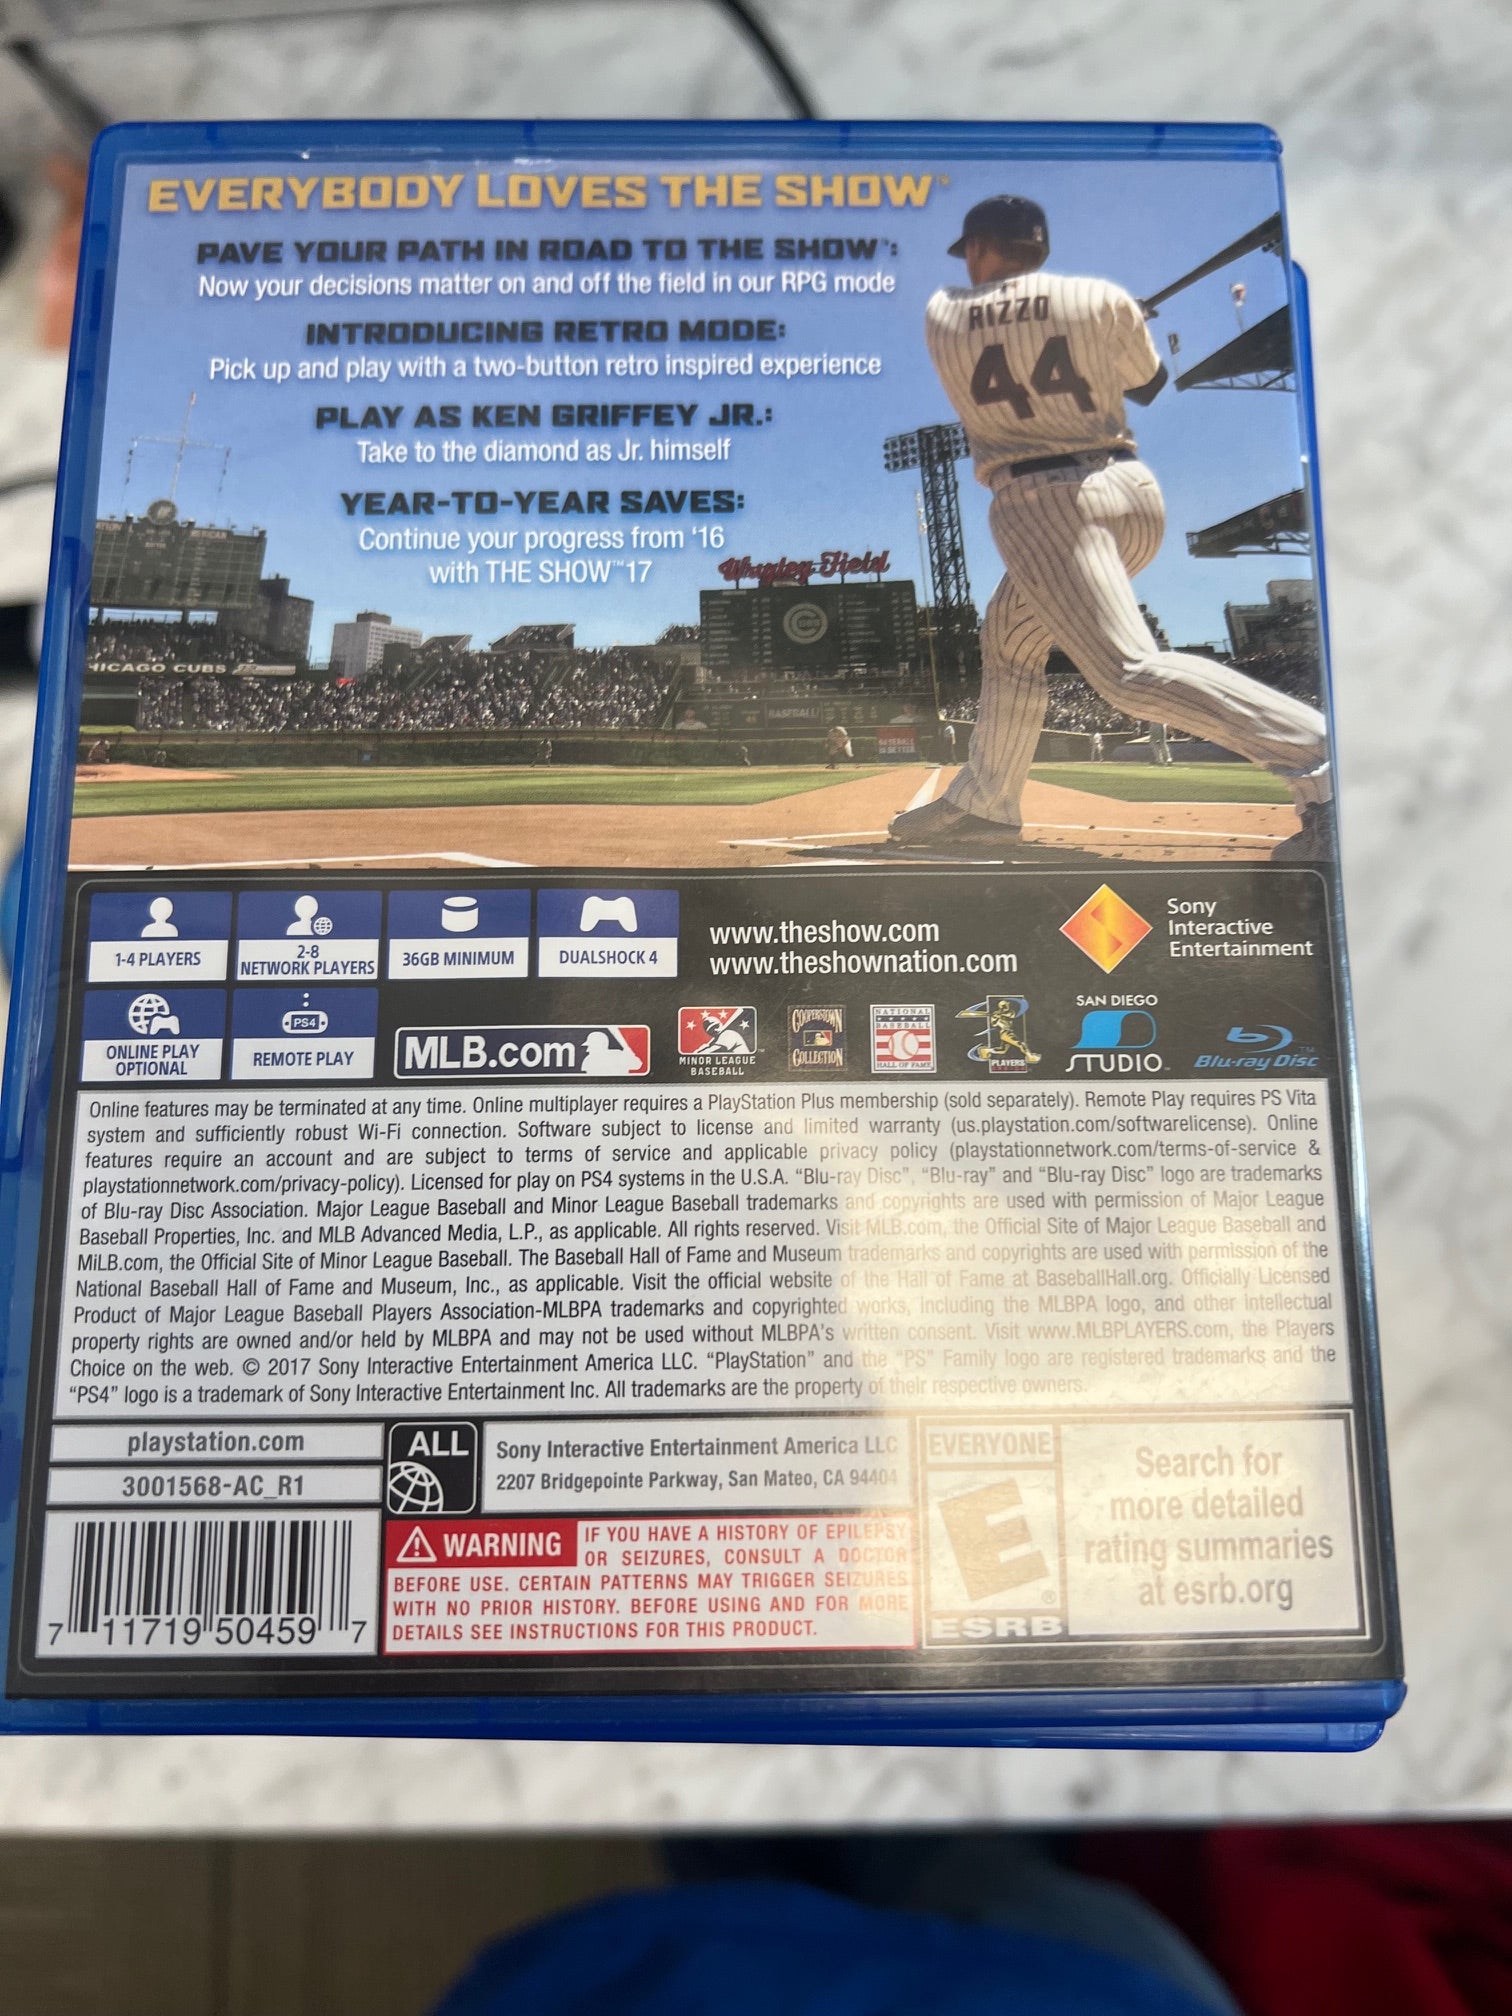 EVERYBODY LOVES THE SHOW™
PAVE YOUR PATH IN ROAD TO THE SHOW™:
Now your decisions matter on and off the field in our RPG mode
INTRODUCING RETRO MODE:
Pick up and play with a two-button retro inspired experience
PLAY AS KEN GRIFFEY JR.:
Take to the diamond as Jr. himself
YEAR-TO-YEAR SAVES:
Continue your progress from '16
with THE SHOW™17
RIZZO
44
Wrigley Field
CHICAGO CUBS
BASEBALL
1-4 PLAYERS
2-8
NETWORK PLAYERS
36GB MINIMUM
DUALSHOCK 4
www.theshow.com
www.theshownation.com
Sony
Interactive
Entertainment
ONLINE PLAY
OPTIONAL
PS4
REMOTE PLAY
MLB.com
MINOR LEAGUE
BASEBALL
COOPERSTOWN
COLLECTION
NATIONAL
BASEBALL
HALL OF FAME
PLAYERS
SAN DIEGO
STUDIO
Blu-ray Disc™
Online features may be terminated at any time. Online multiplayer requires a PlayStation Plus membership (sold separately). Remote Play requires PS Vita
system and sufficiently robust Wi-Fi connection. Software subject to license and limited warranty (us.playstation.com/softwarelicense). Online
features require an account and are subject to terms of service and applicable privacy policy (playstationnetwork.com/terms-of-service &
playstationnetwork.com/privacy-policy). Licensed for play on PS4 systems in the U.S.A. “Blu-ray Disc”, “Blu-ray” and “Blu-ray Disc” logo are trademarks
of Blu-ray Disc Association. Major League Baseball and Minor League Baseball trademarks and copyrights are used with permission of Major League
Baseball Properties, Inc. and MLB Advanced Media, L.P., as applicable. All rights reserved. Visit MLB.com, the Official Site of Major League Baseball and
MiLB.com, the Official Site of Minor League Baseball. The Baseball Hall of Fame and Museum trademarks and copyrights are used with permission of the
National Baseball Hall of Fame and Museum, Inc., as applicable. Visit the official website of the Hall of Fame at BaseballHall.org. Officially Licensed
Product of Major League Baseball Players Association-MLBPA trademarks and copyrighted works, including the MLBPA logo, and other intellectual
property rights are owned and/or held by MLBPA and may not be used without MLBPA's written consent. Visit www.MLBPLAYERS.com, the Players
Choice on the web. © 2017 Sony Interactive Entertainment America LLC. “PlayStation” and the “PS” Family logo are registered trademarks and the
“PS4” logo is a trademark of Sony Interactive Entertainment Inc. All trademarks are the property of their respective owners.
playstation.com
3001568-AC_R1
ALL
Sony Interactive Entertainment America LLC
2207 Bridgepointe Parkway, San Mateo, CA 94404
WARNING IF YOU HAVE A HISTORY OF EPILEPSY
OR SEIZURES, CONSULT A DOCTOR
BEFORE USE. CERTAIN PATTERNS MAY TRIGGER SEIZURES
WITH NO PRIOR HISTORY. BEFORE USING AND FOR MORE
DETAILS SEE INSTRUCTIONS FOR THIS PRODUCT.
EVERYONE
E
®
ESRB
Search for
more detailed
rating summaries
at esrb.org
7 11719 50459 7